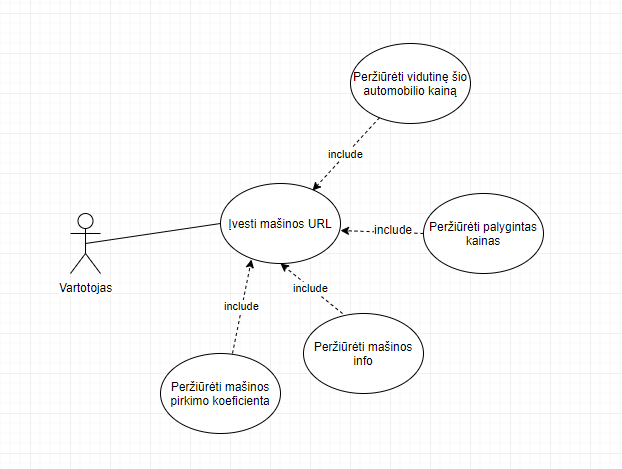 Peržiūrėti vidutinę šio
automobilio kainą
include
Įvesti mašinos URL
include
Peržiūrėti palygintas
kainas
Vartotojas
include
include
Peržiūrėti mašinos
info
Peržiūrėti mašinos
pirkimo koeficienta